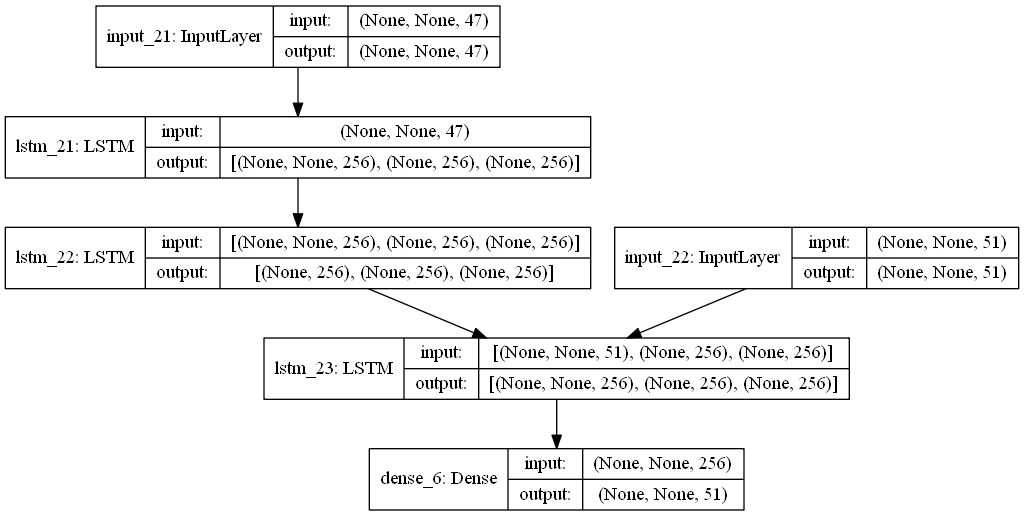 input_21: InputLayer
input: (None, None, 47)
output: (None, None, 47)
lstm_21: LSTM
input: (None, None, 47)
output: [(None, None, 256), (None, 256), (None, 256)]
lstm_22: LSTM
input: [(None, None, 256), (None, 256), (None, 256)]
output: [(None, 256), (None, 256), (None, 256)]
input_22: InputLayer
input: (None, None, 51)
output: (None, None, 51)
lstm_23: LSTM
input: [(None, None, 51), (None, 256), (None, 256)]
output: [(None, None, 256), (None, 256), (None, 256)]
dense_6: Dense
input: (None, None, 256)
output: (None, None, 51)